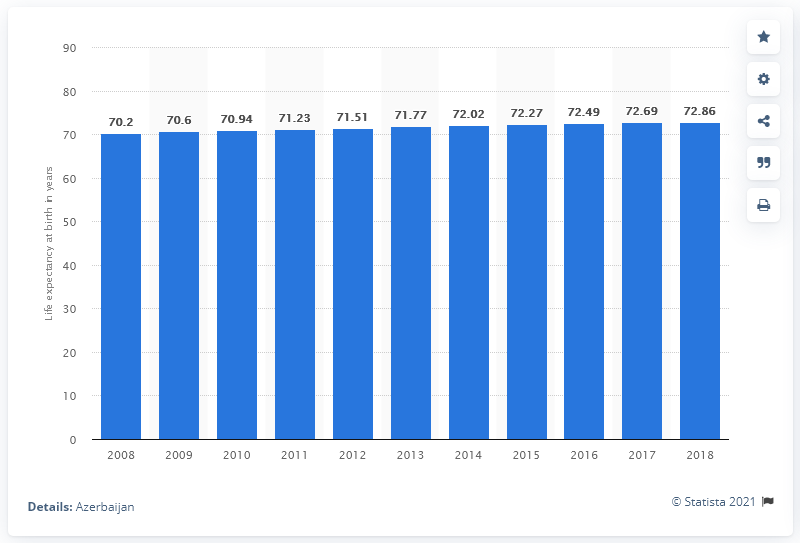 90
80
70
60
50
40
30
20
10
0
Life expectancy at birth in years
70.2 70.6 70.94 71.23 71.51 71.77 72.02 72.27 72.49 72.69 72.86
2008 2009 2010 2011 2012 2013 2014 2015 2016 2017 2018
Details: Azerbaijan
© Statista 2021